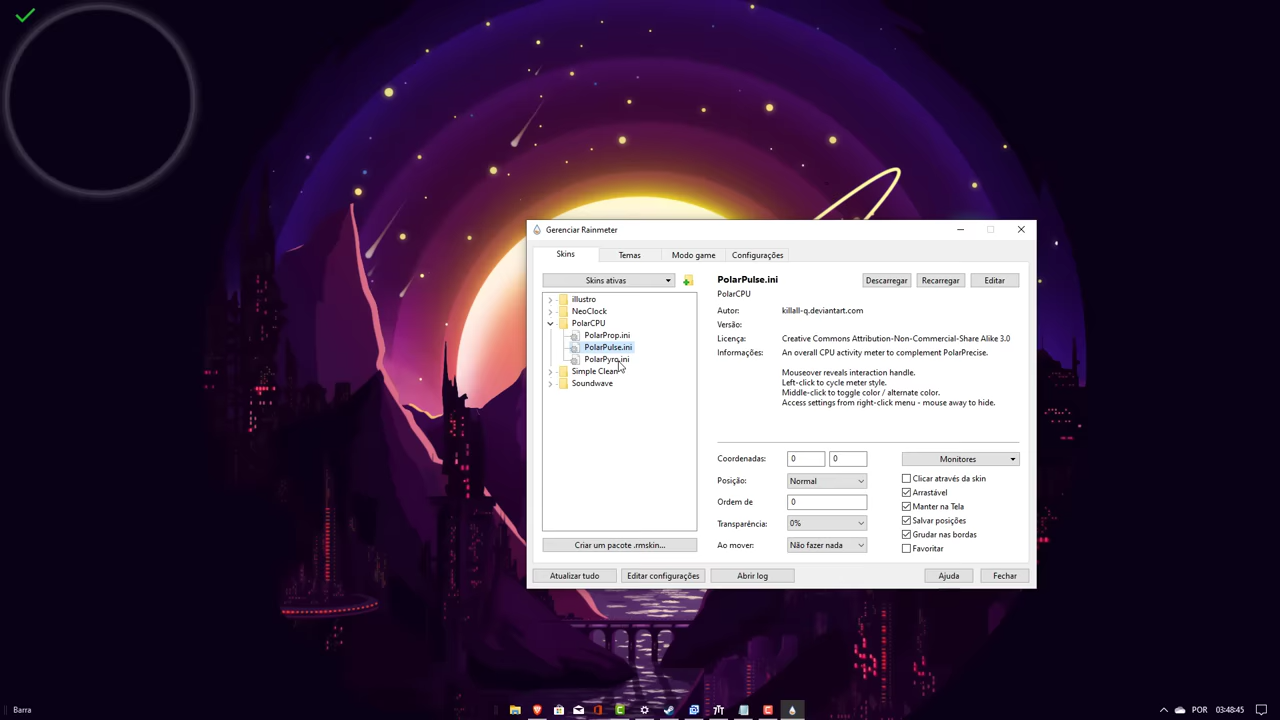 Gerenciar Rainmeter
Skins
Temas
Modo game
Configurações
Skins ativas
illustro
NeoClock
PolarCPU
PolarProp.ini
PolarPulse.ini
PolarPyro.ini
Simple Clean
Soundwave
Criar um pacote .rmskin...
PolarPulse.ini
Descarregar
Recarregar
Editar
PolarCPU
Autor: killall-q.deviantart.com
Versão:
Licença: Creative Commons Attribution-Non-Commercial-Share Alike 3.0
Informações: An overall CPU activity meter to complement PolarPrecise.
Mouseover reveals interaction handle.
Left-click to cycle meter style.
Middle-click to toggle color / alternate color.
Access settings from right-click menu - mouse away to hide.
Coordenadas: 0 0
Posição: Normal
Ordem de 0
Transparência: 0%
Ao mover: Não fazer nada
Monitores
Clicar através da skin
Arrastável
Manter na Tela
Salvar posições
Grudar nas bordas
Favoritar
Atualizar tudo
Editar configurações
Abrir log
Ajuda
Fechar
Barra
POR
03:48:45